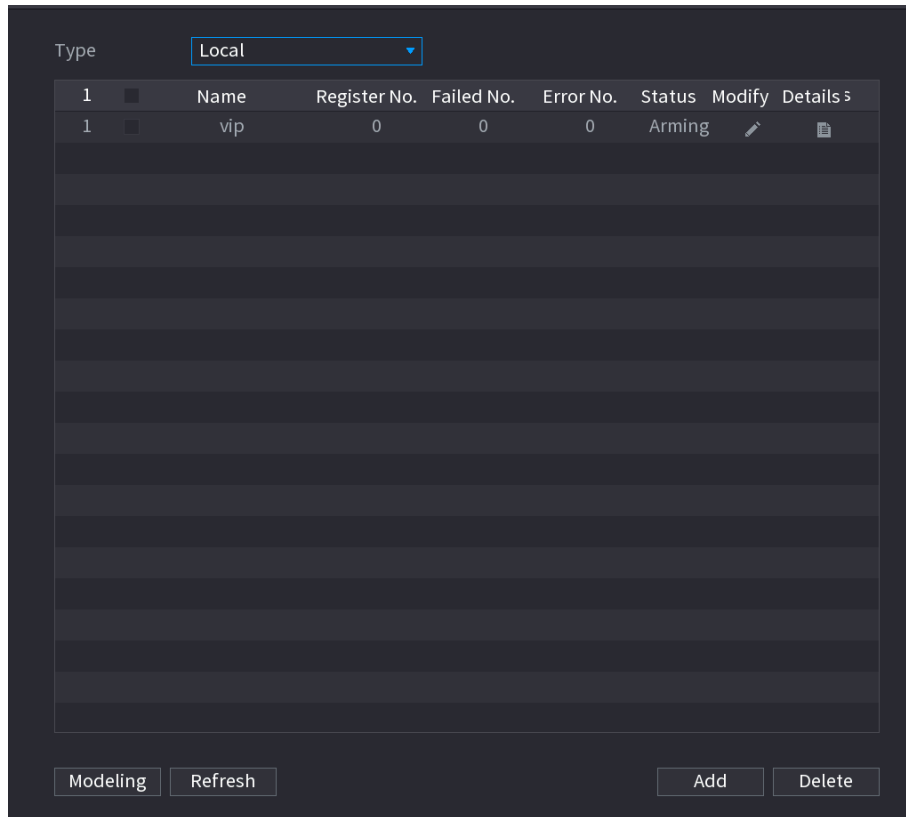 Type Local
1 Name Register No. Failed No. Error No. Status Modify Details s
1 vip 0 0 0 Arming
Modeling Refresh Add Delete